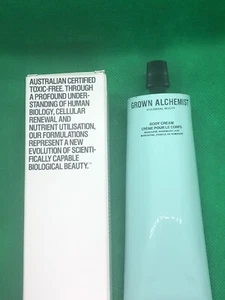 AUSTRALIAN CERTIFIED
TOXIC-FREE. THROUGH
A PROFOUND UNDER-
STANDING OF HUMAN
BIOLOGY, CELLULAR
RENEWAL AND
NUTRIENT UTILISATION,
OUR FORMULATIONS
REPRESENT A NEW
EVOLUTION OF SCIENTI-
FICALLY CAPABLE
BIOLOGICAL BEAUTY.
GROWN ALCHEMIST
BODY CREAM
CRÈME POUR LE CORPS